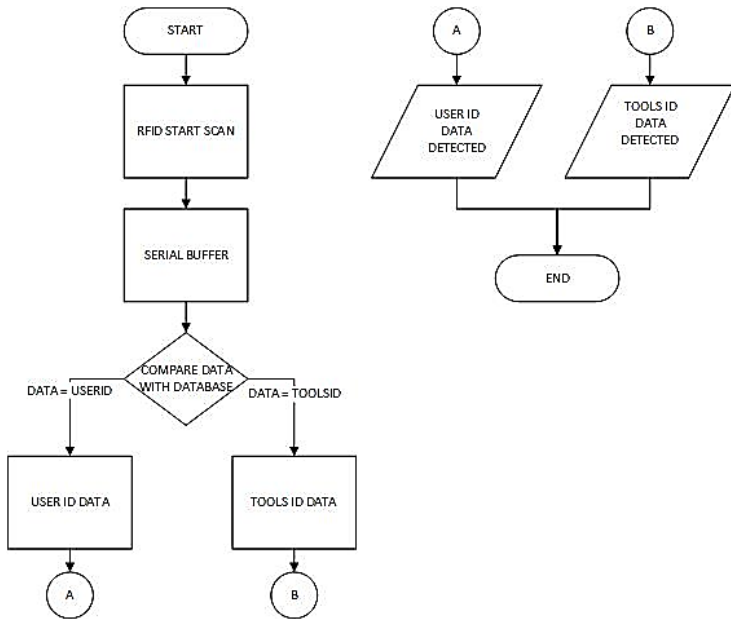 START
RFID START SCAN
SERIAL BUFFER
COMPARE DATA
WITH DATABASE
DATA = USERID
DATA = TOOLSID
USER ID DATA
TOOLS ID DATA
A
B
A
B
USER ID
DATA
DETECTED
TOOLS ID
DATA
DETECTED
END